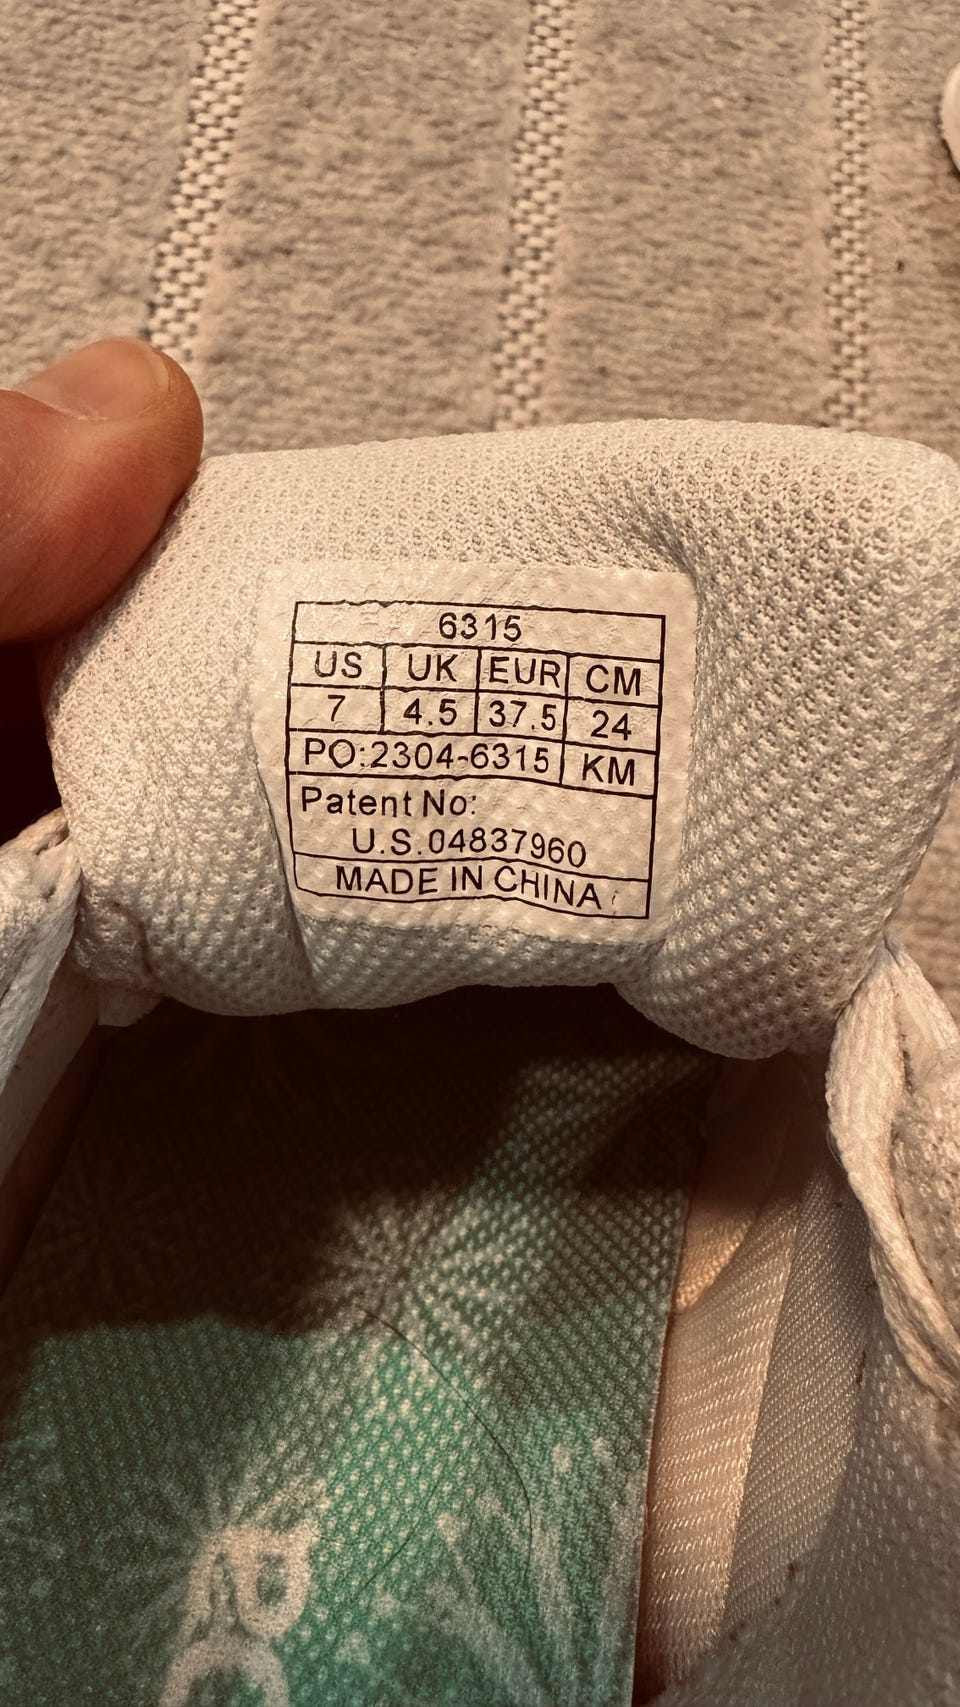 6315
US UK EUR CM
7 4.5 37.5 24
PO:2304-6315 KM
Patent No:
U.S.04837960
MADE IN CHINA